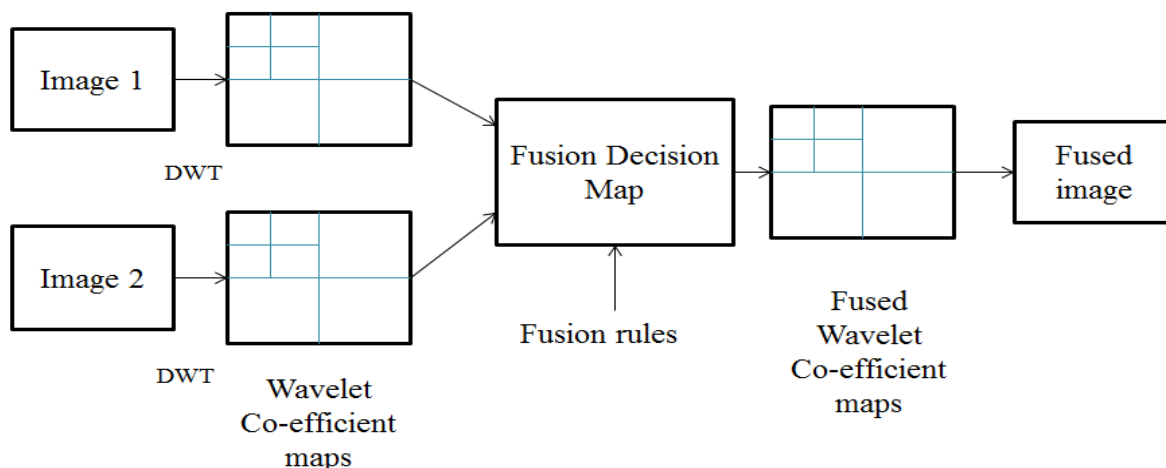 Image 1
DWT
Image 2
DWT
Wavelet
Co-efficient
maps
Fusion Decision
Map
Fusion rules
Fused
Wavelet
Co-efficient
maps
Fused
image